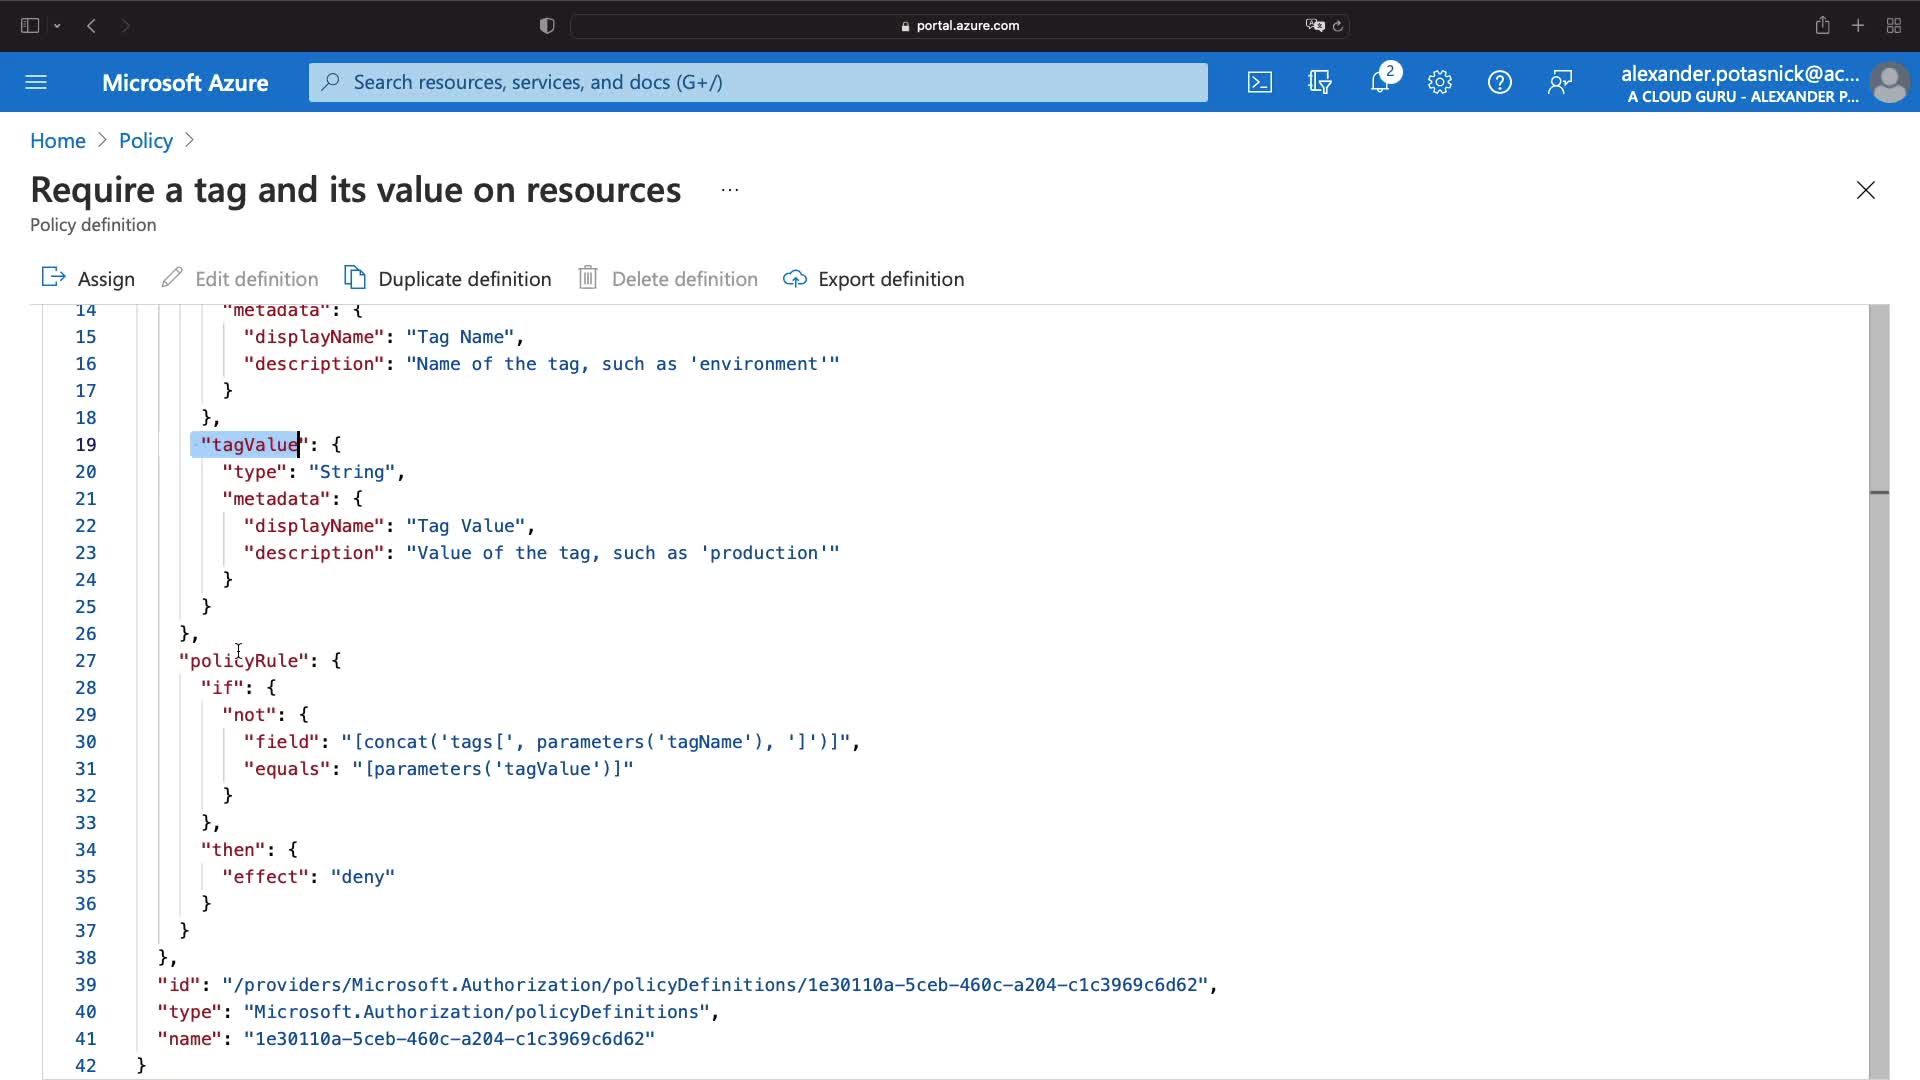 portal.azure.com
Microsoft Azure
Search resources, services, and docs (G+/)
2
alexander.potasnick@ac...
A CLOUD GURU - ALEXANDER P...
Home > Policy >
Require a tag and its value on resources ...
Policy definition
Assign
Edit definition
Duplicate definition
Delete definition
Export definition
14 "metadata": {
15 "displayName": "Tag Name",
16 "description": "Name of the tag, such as 'environment'"
17 }
18 },
19 "tagValue": {
20 "type": "String",
21 "metadata": {
22 "displayName": "Tag Value",
23 "description": "Value of the tag, such as 'production'"
24 }
25 }
26 },
27 "policyRule": {
28 "if": {
29 "not": {
30 "field": "[concat('tags[', parameters('tagName'), ']')]",
31 "equals": "[parameters('tagValue')]"
32 }
33 },
34 "then": {
35 "effect": "deny"
36 }
37 }
38 },
39 "id": "/providers/Microsoft.Authorization/policyDefinitions/1e30110a-5ceb-460c-a204-c1c3969c6d62",
40 "type": "Microsoft.Authorization/policyDefinitions",
41 "name": "1e30110a-5ceb-460c-a204-c1c3969c6d62"
42 }